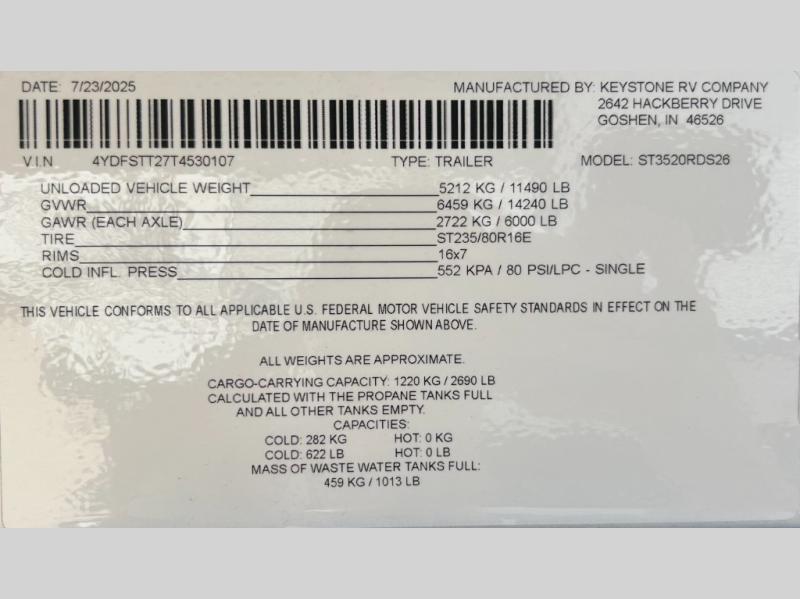 DATE: 7/23/2025 MANUFACTURED BY: KEYSTONE RV COMPANY
2642 HACKBERRY DRIVE
GOSHEN, IN 46526
V.I.N 4YDFSTT27T4530107 TYPE: TRAILER MODEL: ST3520RDS26
UNLOADED VEHICLE WEIGHT 5212 KG / 11490 LB
GVWR 6459 KG / 14240 LB
GAWR (EACH AXLE) 2722 KG / 6000 LB
TIRE ST235/80R16E
RIMS 16x7
COLD INFL. PRESS 552 KPA / 80 PSI/LPC - SINGLE
THIS VEHICLE CONFORMS TO ALL APPLICABLE U.S. FEDERAL MOTOR VEHICLE SAFETY STANDARDS IN EFFECT ON THE
DATE OF MANUFACTURE SHOWN ABOVE.
ALL WEIGHTS ARE APPROXIMATE.
CARGO-CARRYING CAPACITY: 1220 KG / 2690 LB
CALCULATED WITH THE PROPANE TANKS FULL
AND ALL OTHER TANKS EMPTY.
CAPACITIES:
COLD: 282 KG HOT: 0 KG
COLD: 622 LB HOT: 0 LB
MASS OF WASTE WATER TANKS FULL:
459 KG / 1013 LB